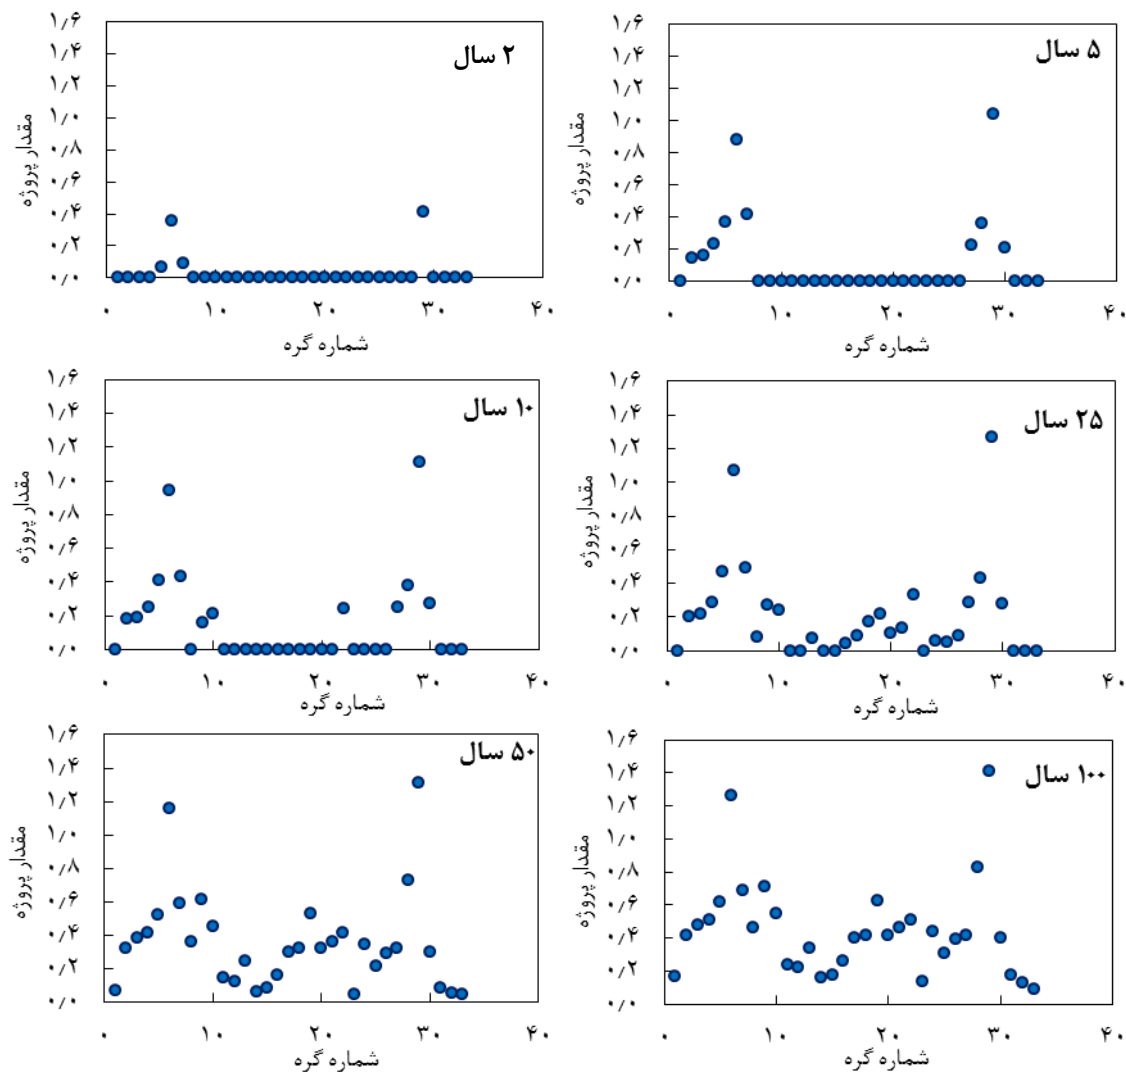 ۲ سال
۱٫۶
۱٫۴
۱٫۲
۱٫۰
۰٫۸
۰٫۶
۰٫۴
۰٫۲
۰٫۰
مقدار پروژه
۰ ۱۰ ۲۰ ۳۰ ۴۰
شماره گره
۵ سال
۱٫۶
۱٫۴
۱٫۲
۱٫۰
۰٫۸
۰٫۶
۰٫۴
۰٫۲
۰٫۰
مقدار پروژه
۰ ۱۰ ۲۰ ۳۰ ۴۰
شماره گره
۱۰ سال
۱٫۶
۱٫۴
۱٫۲
۱٫۰
۰٫۸
۰٫۶
۰٫۴
۰٫۲
۰٫۰
مقدار پروژه
۰ ۱۰ ۲۰ ۳۰ ۴۰
شماره گره
۲۵ سال
۱٫۶
۱٫۴
۱٫۲
۱٫۰
۰٫۸
۰٫۶
۰٫۴
۰٫۲
۰٫۰
مقدار پروژه
۰ ۱۰ ۲۰ ۳۰ ۴۰
شماره گره
۵۰ سال
۱٫۶
۱٫۴
۱٫۲
۱٫۰
۰٫۸
۰٫۶
۰٫۴
۰٫۲
۰٫۰
مقدار پروژه
۰ ۱۰ ۲۰ ۳۰ ۴۰
شماره گره
۱۰۰ سال
۱٫۶
۱٫۴
۱٫۲
۱٫۰
۰٫۸
۰٫۶
۰٫۴
۰٫۲
۰٫۰
مقدار پروژه
۰ ۱۰ ۲۰ ۳۰ ۴۰
شماره گره